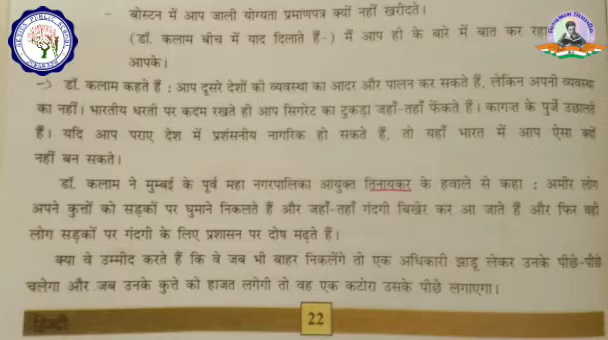 बोस्टन में आप जाली योग्यता प्रमाणपत्र क्यों नहीं खरीदते।
(डॉ. कलाम बीच में याद दिलाते हैं-) मैं आप ही के बारे में बात कर रहा
आपके।
→ डॉ. कलाम कहते हैं : आप दूसरे देशों की व्यवस्था का आदर और पालन कर सकते हैं, लेकिन अपनी व्यवस्था
का नहीं। भारतीय धरती पर कदम रखते ही आप सिगरेट का टुकड़ा जहाँ-तहाँ फेंकते हैं। कागज के पुर्जे उछालते
हैं। यदि आप पराए देश में प्रशंसनीय नागरिक हो सकते हैं, तो यहाँ भारत में आप ऐसा क्यों
नहीं बन सकते।
डॉ. कलाम ने मुम्बई के पूर्व महा नगरपालिका आयुक्त तिनायकर के हवाले से कहा : अमीर लोग
अपने कुत्तों को सड़कों पर घुमाने निकलते हैं और जहाँ-तहाँ गंदगी बिखेर कर आ जाते हैं और फिर वही
लोग सड़कों पर गंदगी के लिए प्रशासन पर दोष मढ़ते हैं।
क्या वे उम्मीद करते हैं कि वे जब भी बाहर निकलेंगे तो एक अधिकारी झाडू लेकर उनके पीछे-पीछे
चलेगा और जब उनके कुत्ते को हाजत लगेगी तो वह एक कटोरा उसके पीछे लगाएगा।
हिन्दी
22